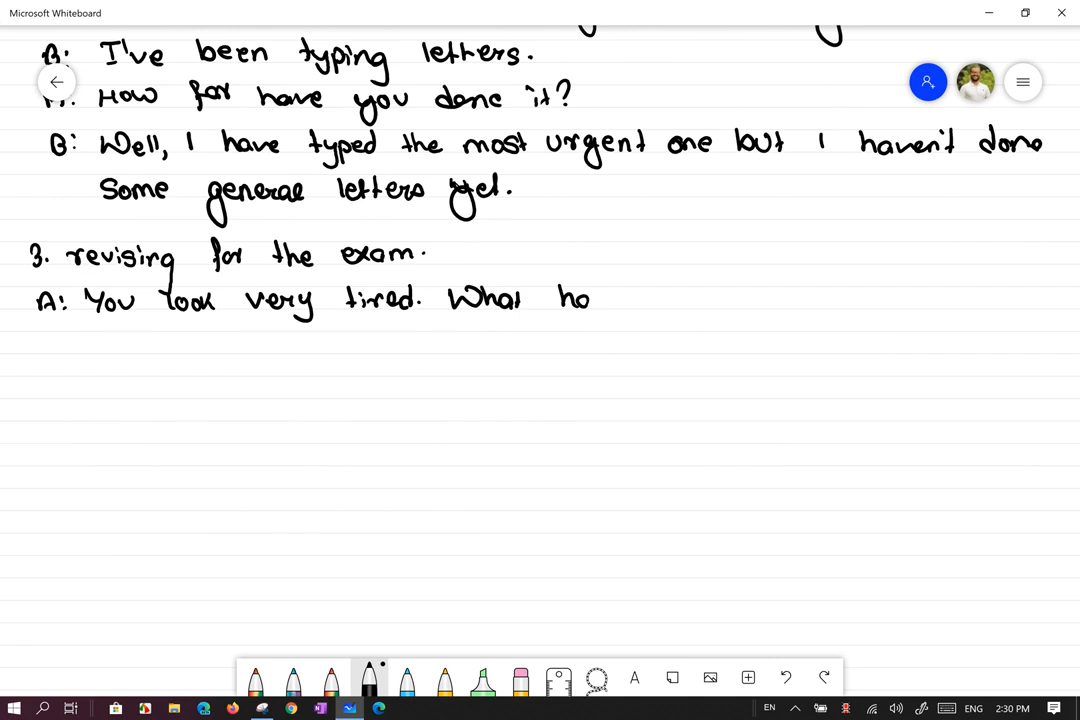 Microsoft Whiteboard
B: I've been typing letters.
How far have you done it?
B: Well, I have typed the most urgent one but I haven't done
some general letters yet.
3. revising for the exam.
A: You look very tired. What ha
A
EN
ENG 2:30 PM